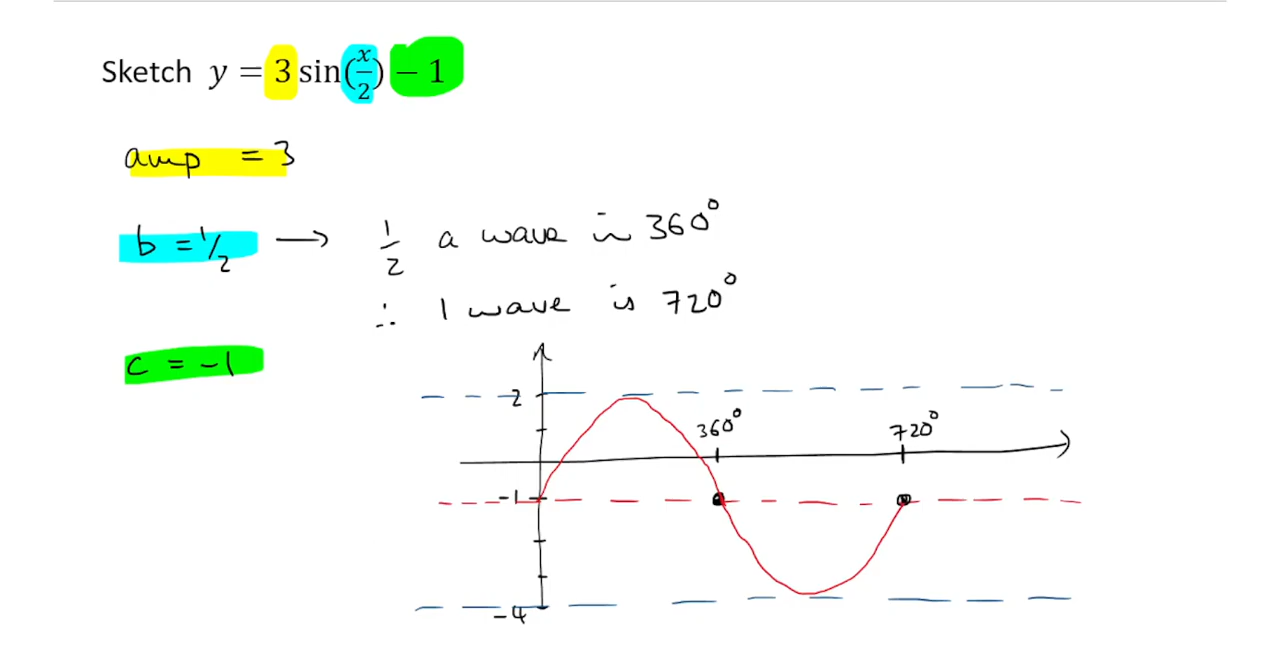 Sketch y = 3 sin(x/2) − 1
amp = 3
b = 1/2 → 1/2 a wave in 360°
∴ 1 wave is 720°
c = -1
2
360°
720°
-1
-4